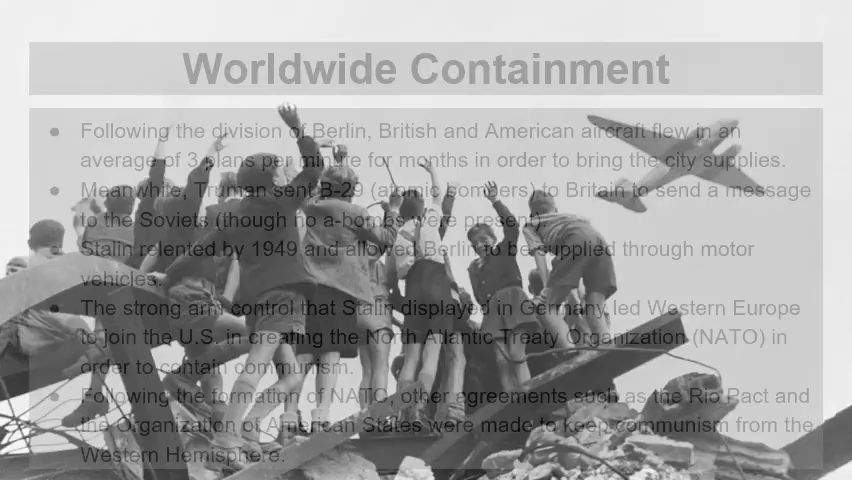 Worldwide Containment
● Following the division of Berlin, British and American aircraft flew in an
average of 3 planes per minute for months in order to bring the city supplies.
● Meanwhile, Truman sent B-29 (atomic bombers) to Britain to send a message
to the Soviets (though no a-bombs were present).
● Stalin relented by 1949 and allowed Berlin to be supplied through motor
vehicles.
● The strong arm control that Stalin displayed in Germany led Western Europe
to join the U.S. in creating the North Atlantic Treaty Organization (NATO) in
order to contain communism.
● Following the formation of NATO, other agreements such as the Rio Pact and
the Organization of American States were made to keep communism from the
Western Hemisphere.